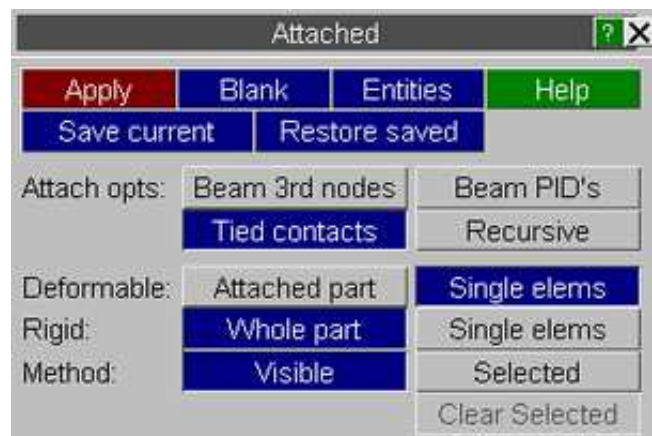 Attached ? X
Apply Blank Entities Help
Save current Restore saved
Attach opts: Beam 3rd nodes Beam PID's
Tied contacts Recursive
Deformable: Attached part Single elems
Rigid: Whole part Single elems
Method: Visible Selected
Clear Selected